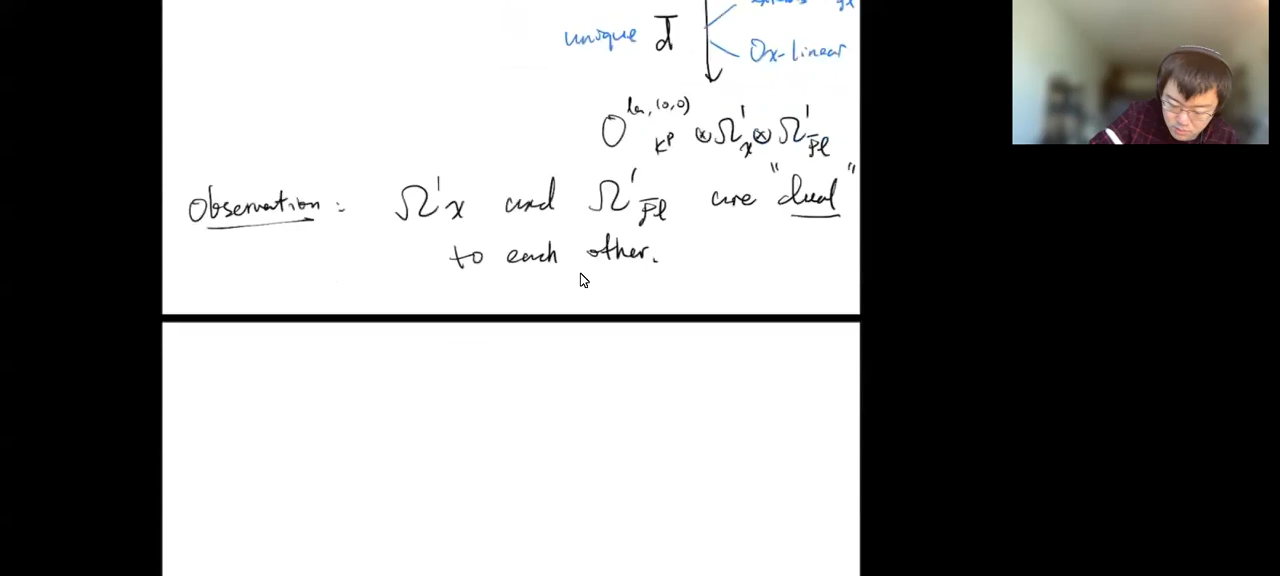 unique d̄
O_x-linear
O^{la,(0,0)}_{K^p} ⊗ Ω^1_x ⊗ Ω^1_{Fl}
Observation : Ω^1_x and Ω^1_{Fl} are "dual"
to each other.